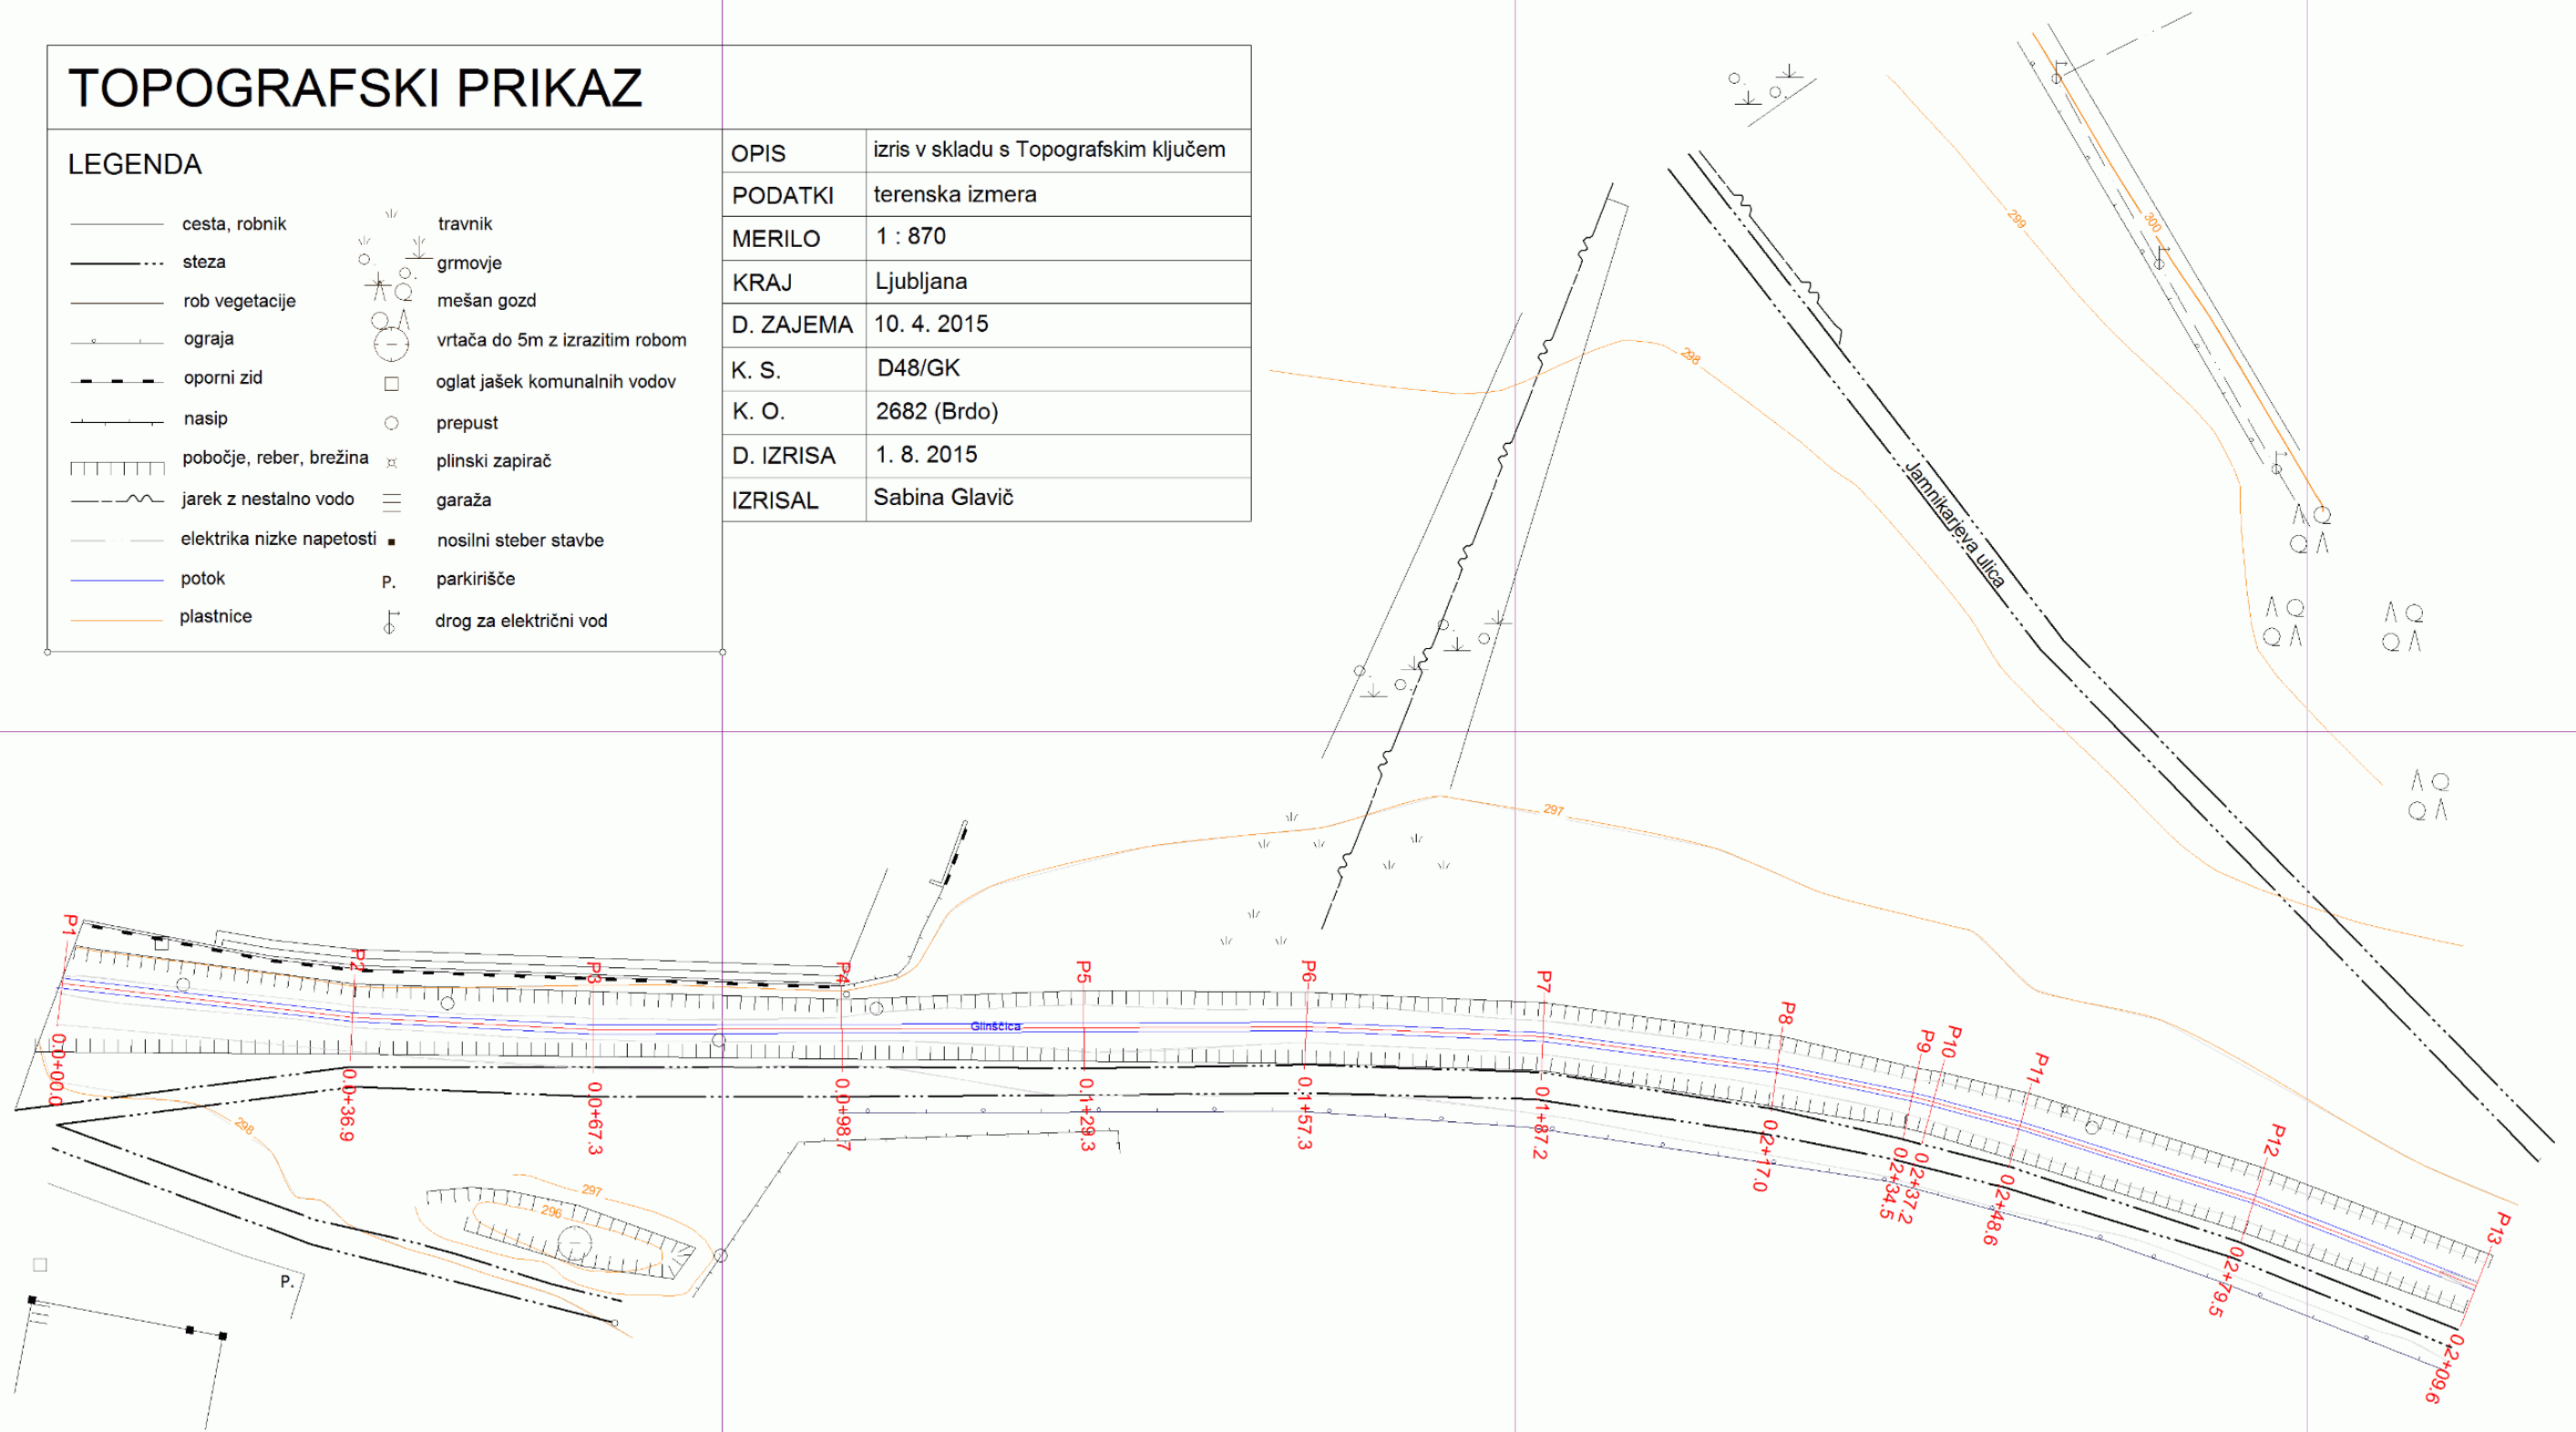 TOPOGRAFSKI PRIKAZ
LEGENDA
cesta, robnik
steza
rob vegetacije
ograja
oporni zid
nasip
pobočje, reber, brežina
jarek z nestalno vodo
elektrika nizke napetosti
potok
plastnice
travnik
grmovje
mešan gozd
vrtača do 5m z izrazitim robom
oglat jašek komunalnih vodov
prepust
plinski zapirač
garaža
nosilni steber stavbe
P. parkirišče
drog za električni vod
OPIS izris v skladu s Topografskim ključem
PODATKI terenska izmera
MERILO 1 : 870
KRAJ Ljubljana
D. ZAJEMA 10. 4. 2015
K. S. D48/GK
K. O. 2682 (Brdo)
D. IZRISA 1. 8. 2015
IZRISAL Sabina Glavič
299
300
298
Jamnikarjeva ulica
297
P1
P2
P3
P4
P5
P6
P7
P8
P9
P10
P11
P12
P13
Glinščica
0.0+00.0
0.0+36.9
0.0+67.3
0.0+98.7
0.1+29.3
0.1+57.3
0.1+87.2
0.2+17.0
0.2+34.5
0.2+37.2
0.2+48.6
0.2+79.5
0.2+09.6
298
297
296
P.